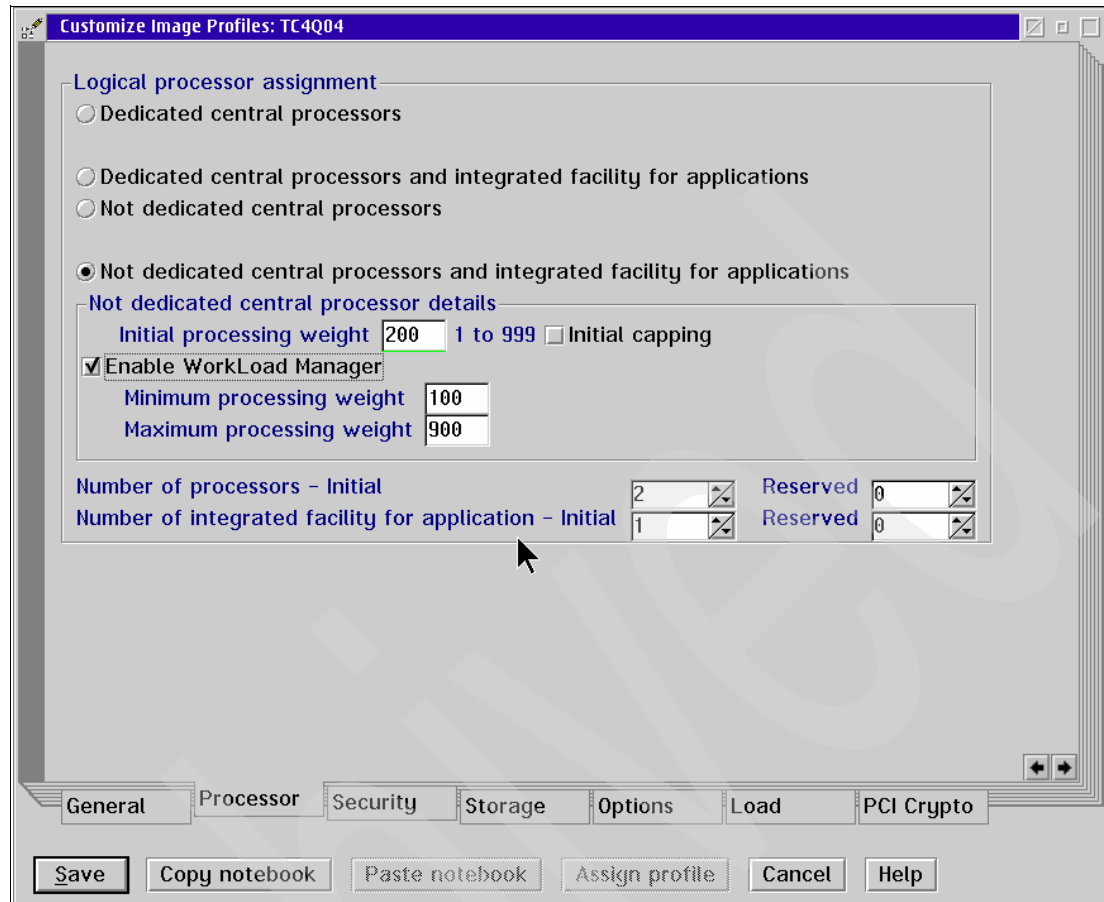 Customize Image Profiles: TC4Q04
Logical processor assignment
Dedicated central processors
Dedicated central processors and integrated facility for applications
Not dedicated central processors
Not dedicated central processors and integrated facility for applications
Not dedicated central processor details
Initial processing weight 200 1 to 999 Initial capping
Enable WorkLoad Manager
Minimum processing weight 100
Maximum processing weight 900
Number of processors - Initial 2 Reserved 0
Number of integrated facility for application - Initial 1 Reserved 0
General Processor Security Storage Options Load PCI Crypto
Save Copy notebook Paste notebook Assign profile Cancel Help